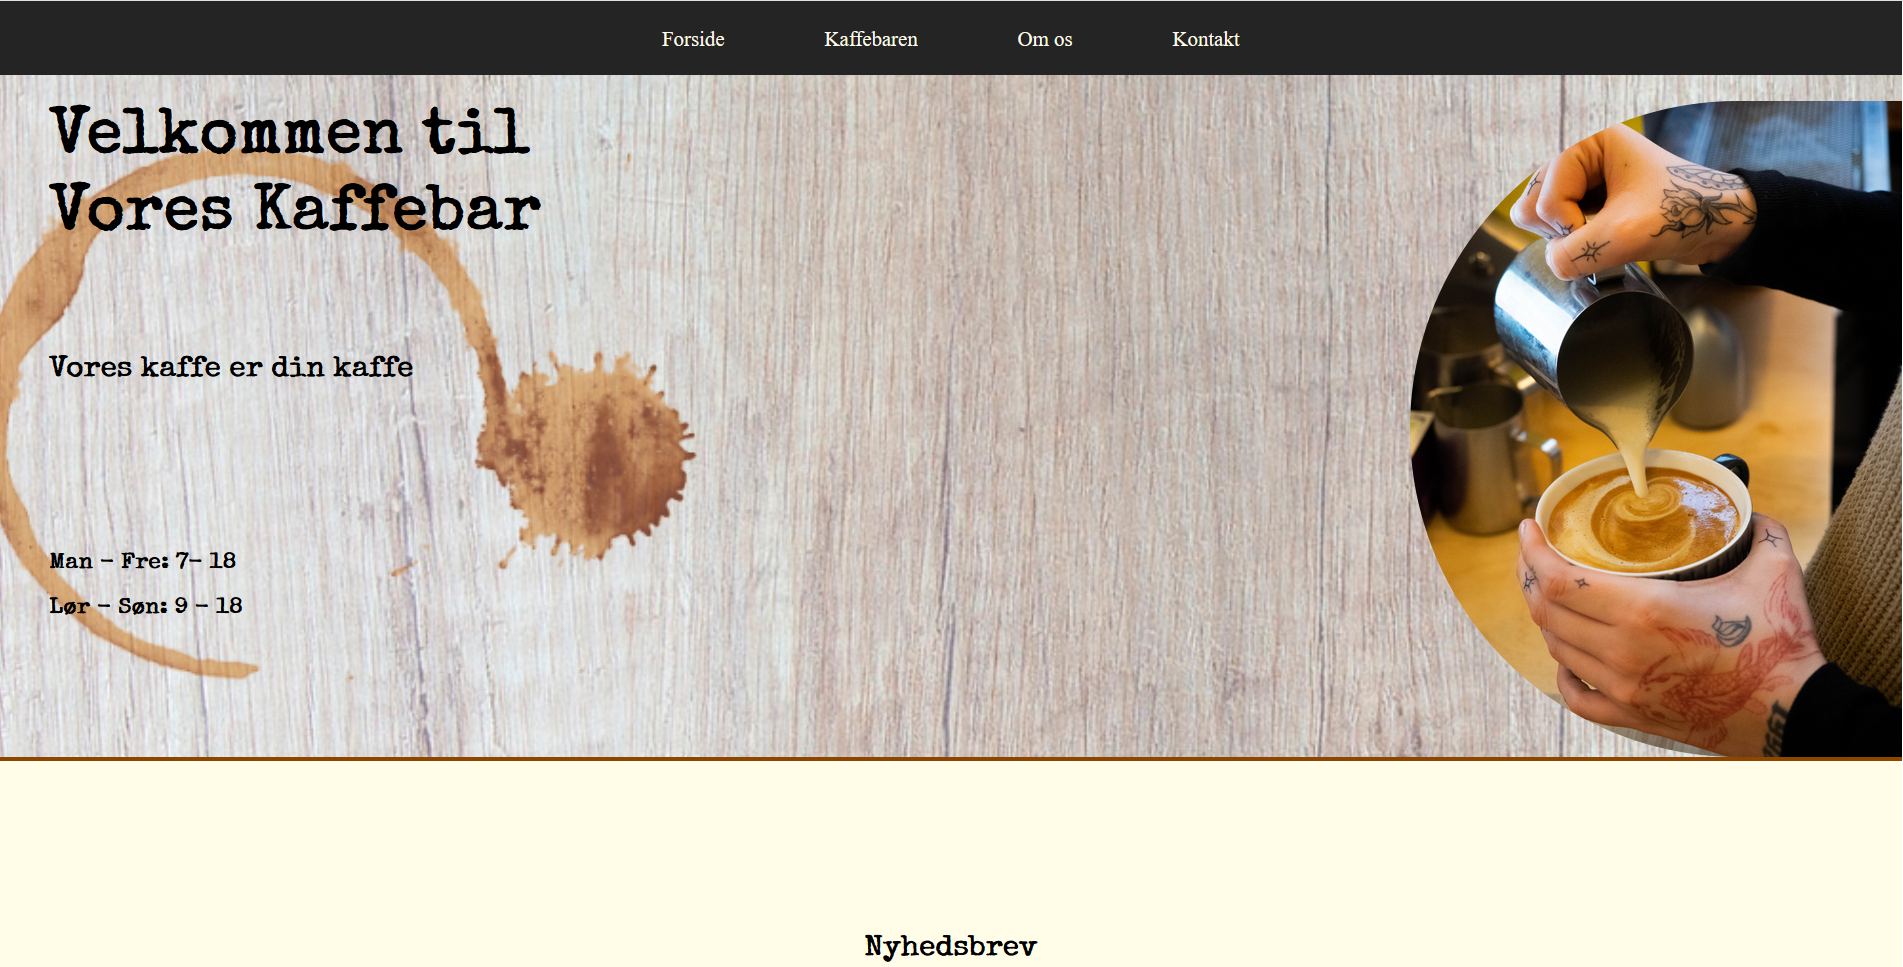 Forside Kaffebaren Om os Kontakt
Velkommen til
Vores Kaffebar
Vores kaffe er din kaffe
Man - Fre: 7- 18
Lør - Søn: 9 - 18
Nyhedsbrev